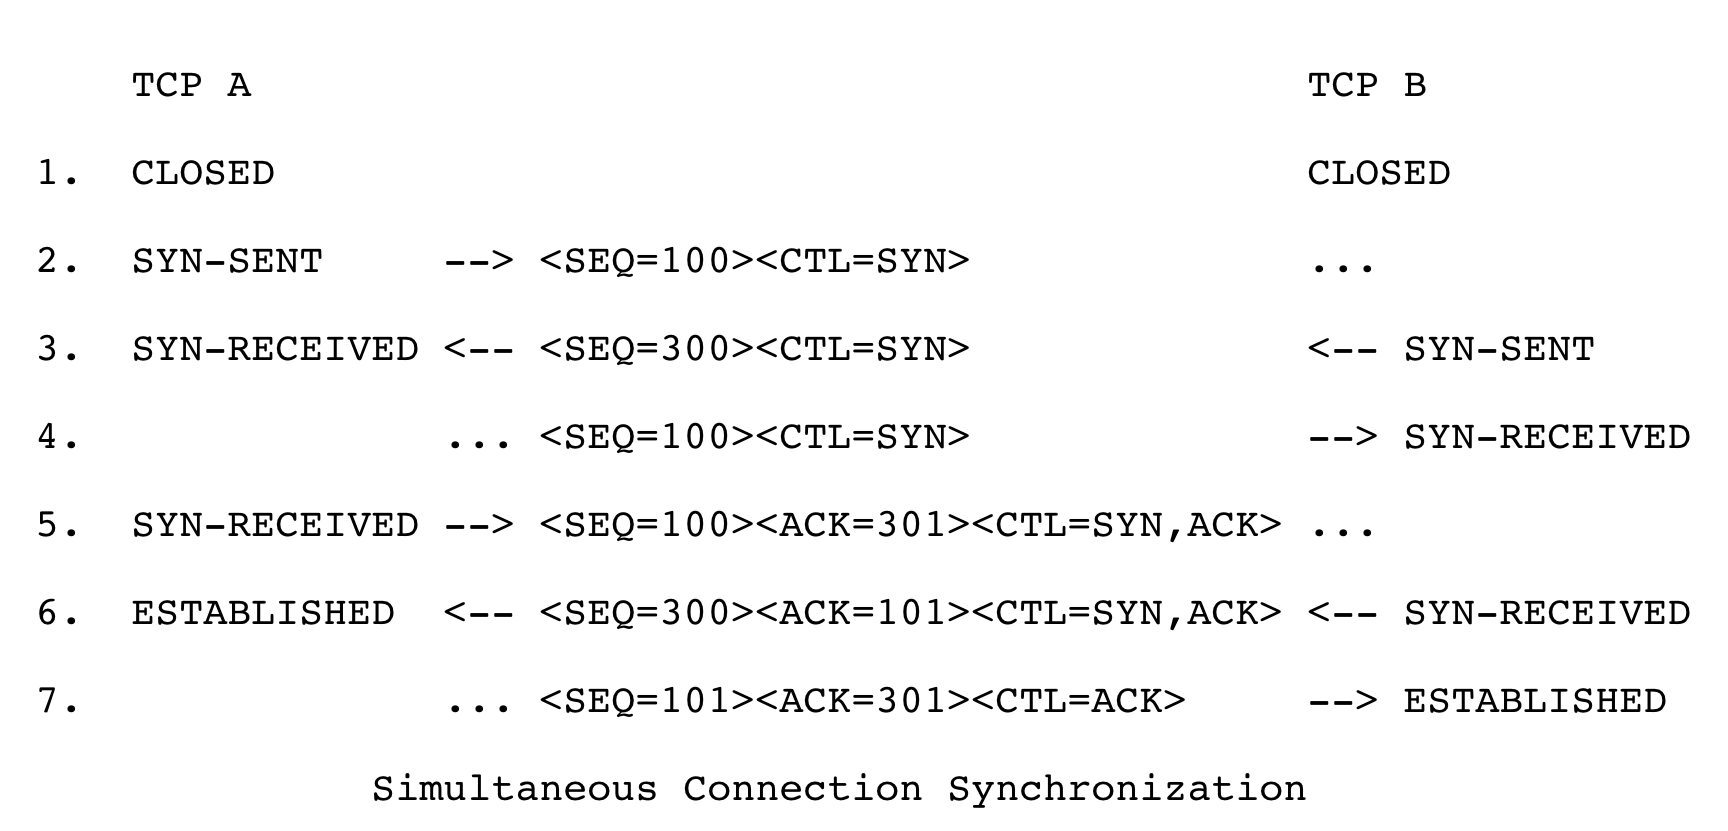 TCP A                                            TCP B
1.  CLOSED                                           CLOSED
2.  SYN-SENT     --> <SEQ=100><CTL=SYN>              ...
3.  SYN-RECEIVED <-- <SEQ=300><CTL=SYN>              <-- SYN-SENT
4.               ... <SEQ=100><CTL=SYN>              --> SYN-RECEIVED
5.  SYN-RECEIVED --> <SEQ=100><ACK=301><CTL=SYN,ACK> ...
6.  ESTABLISHED  <-- <SEQ=300><ACK=101><CTL=SYN,ACK> <-- SYN-RECEIVED
7.               ... <SEQ=101><ACK=301><CTL=ACK>     --> ESTABLISHED
Simultaneous Connection Synchronization